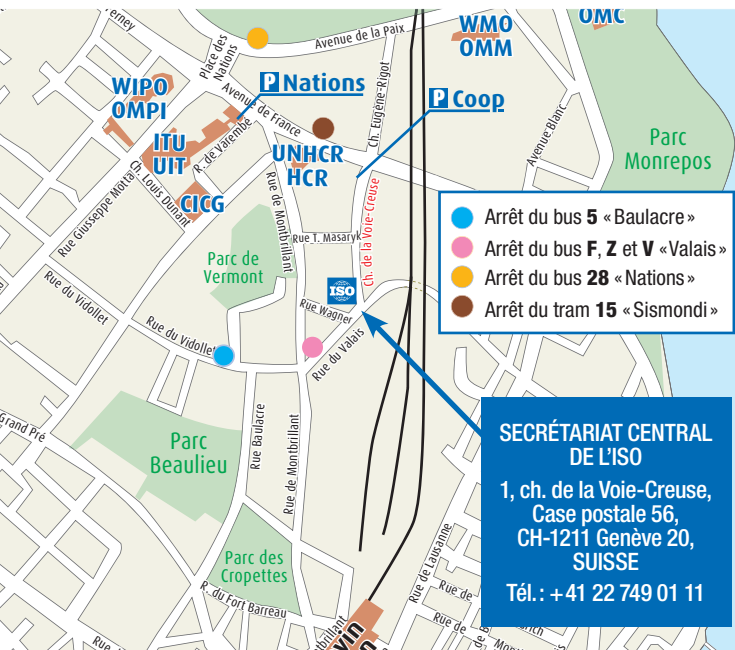 Ferney
Place des
Nations
Avenue de la Paix
WMO
OMM
OMC
WIPO
OMPI
P Nations
P Coop
Avenue de France
Ch. Eugène-Rigot
Avenue Blanc
ITU
UIT
R. de Varembé
UNHCR
HCR
Parc
Monrepos
Ch. Louis Dunant
CICG
Rue Giusseppe Motta
Rue de Montbrillant
Rue T. Masaryk
Ch. de la Voie-Creuse
Parc de
Vermont
ISO
Rue Wagner
Arrêt du bus 5 «Baulacre»
Arrêt du bus F, Z et V «Valais»
Arrêt du bus 28 «Nations»
Arrêt du tram 15 «Sismondi»
Rue du Vidollet
Rue du Vidollet
Rue du Valais
Grand Pré
Parc
Beaulieu
Rue Baulacre
Rue de Montbrillant
SECRÉTARIAT CENTRAL
DE L'ISO
1, ch. de la Voie-Creuse,
Case postale 56,
CH-1211 Genève 20,
SUISSE
Tél.: +41 22 749 01 11
Parc des
Cropettes
R. du Fort Barreau
Rue de Lausanne
Rue de